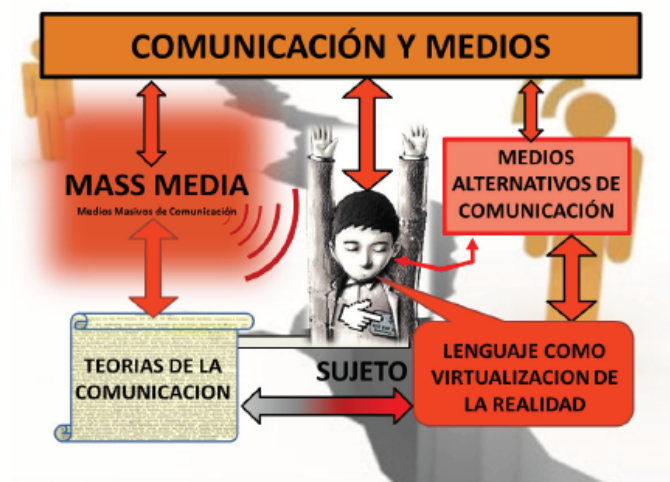 COMUNICACIÓN Y MEDIOS
MASS MEDIA
Medios Masivos de Comunicación
MEDIOS
ALTERNATIVOS DE
COMUNICACIÓN
TEORIAS DE LA
COMUNICACION
SUJETO
LENGUAJE COMO
VIRTUALIZACION DE
LA REALIDAD